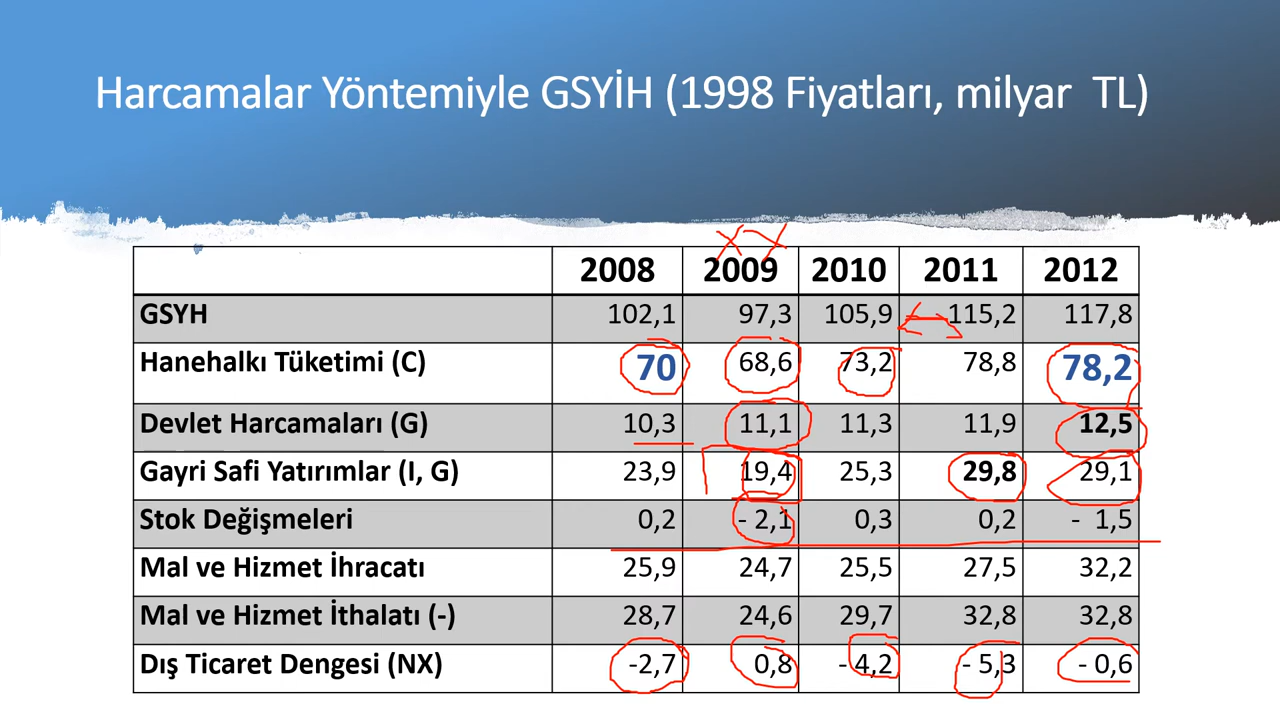 Harcamalar Yöntemiyle GSYİH (1998 Fiyatları, milyar TL)
2008 2009 2010 2011 2012
GSYH 102,1 97,3 105,9 115,2 117,8
Hanehalkı Tüketimi (C) 70 68,6 73,2 78,8 78,2
Devlet Harcamaları (G) 10,3 11,1 11,3 11,9 12,5
Gayri Safi Yatırımlar (I, G) 23,9 19,4 25,3 29,8 29,1
Stok Değişmeleri 0,2 - 2,1 0,3 0,2 - 1,5
Mal ve Hizmet İhracatı 25,9 24,7 25,5 27,5 32,2
Mal ve Hizmet İthalatı (-) 28,7 24,6 29,7 32,8 32,8
Dış Ticaret Dengesi (NX) -2,7 0,8 - 4,2 - 5,3 - 0,6